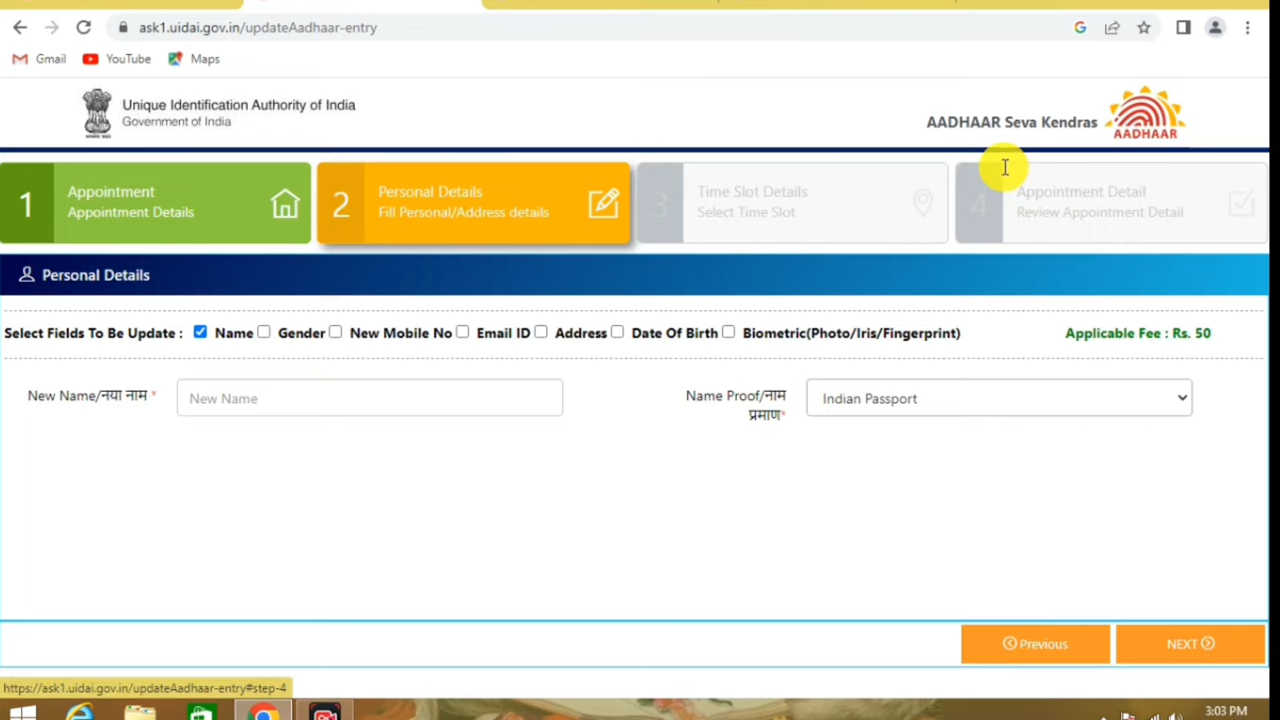 ask1.uidai.gov.in/updateAadhaar-entry
Gmail YouTube Maps
Unique Identification Authority of India
Government of India
AADHAAR Seva Kendras
AADHAAR
1 Appointment
Appointment Details
2 Personal Details
Fill Personal/Address details
3 Time Slot Details
Select Time Slot
4 Appointment Detail
Review Appointment Detail
Personal Details
Select Fields To Be Update : Name Gender New Mobile No Email ID Address Date Of Birth Biometric(Photo/Iris/Fingerprint) Applicable Fee : Rs. 50
New Name/नया नाम * New Name
Name Proof/नाम
प्रमाण*
Indian Passport
Previous NEXT
https://ask1.uidai.gov.in/updateAadhaar-entry#step-4
3:03 PM